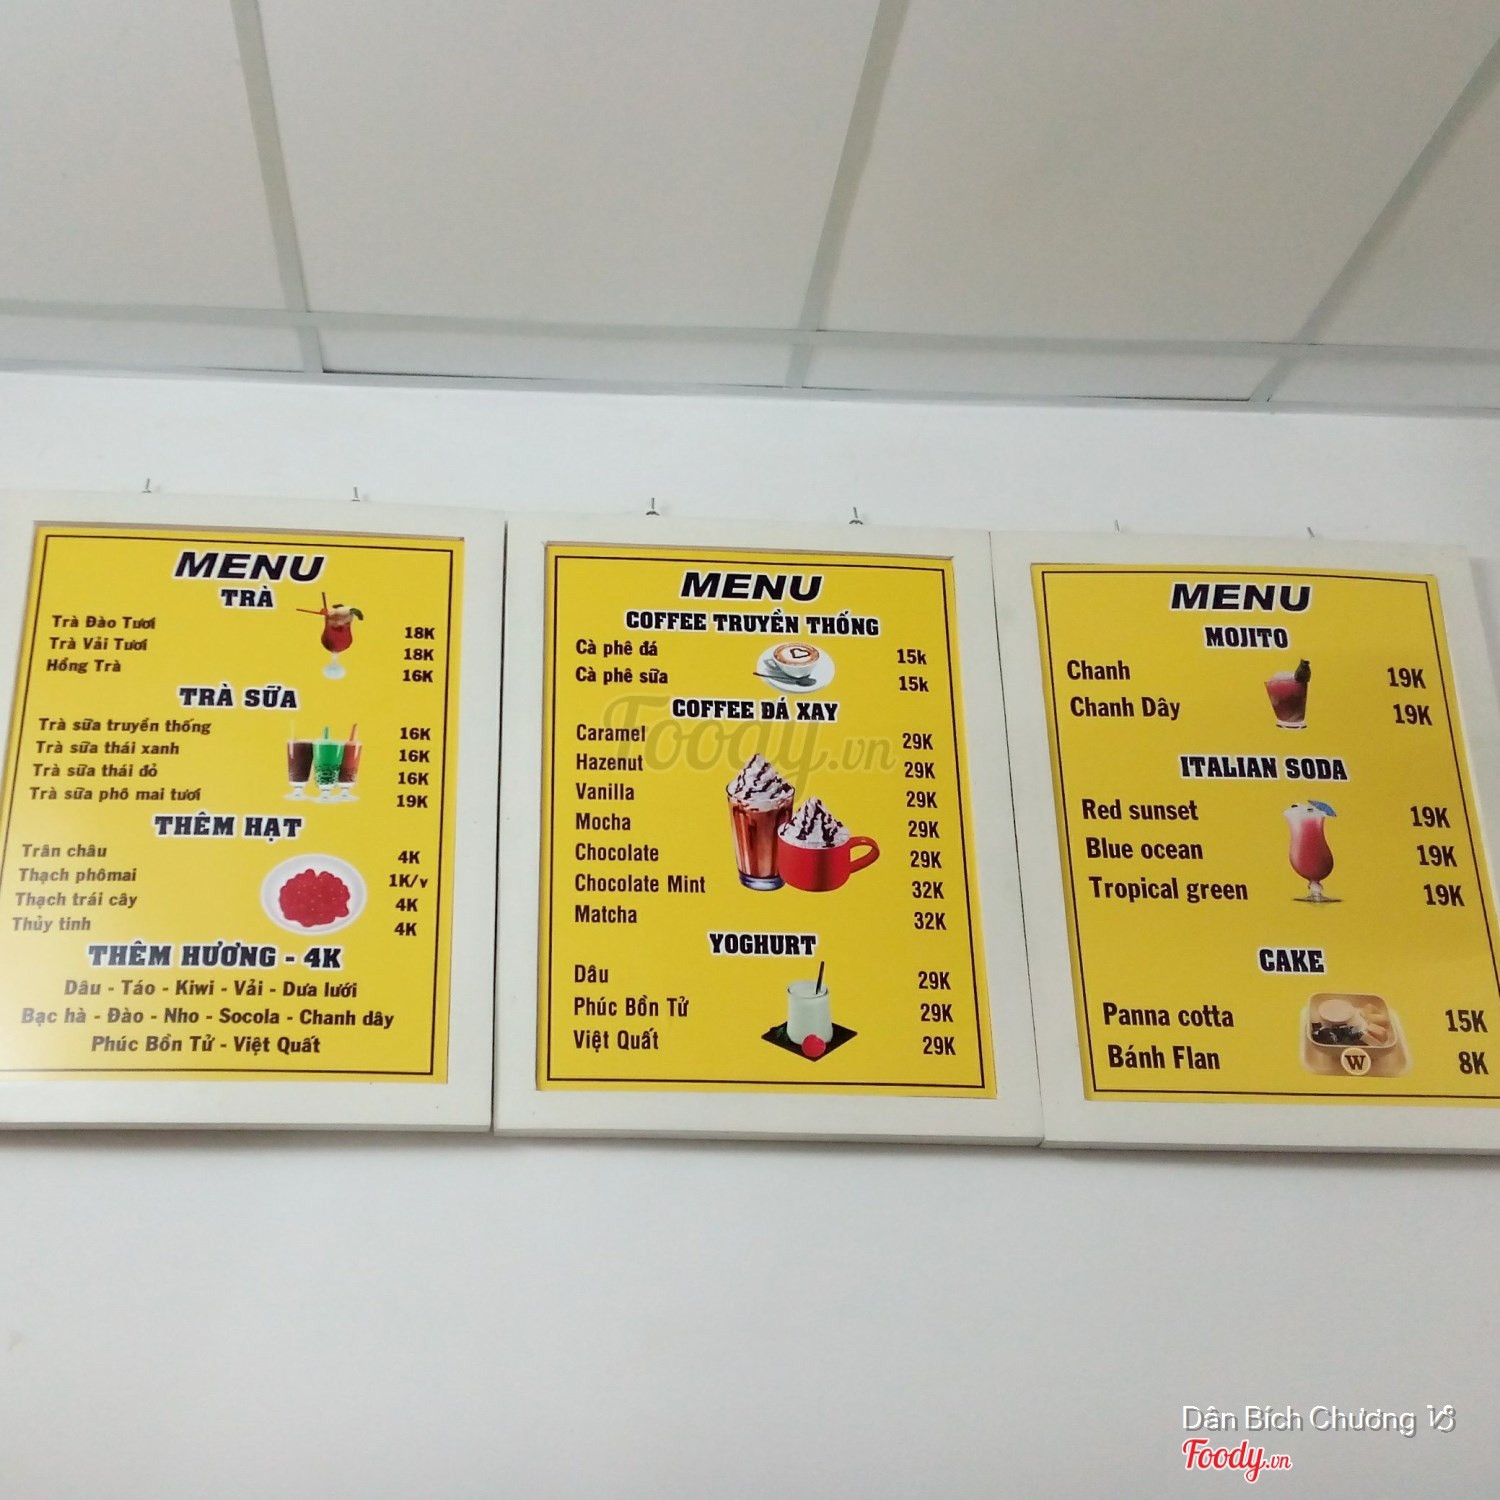 MENU
TRÀ
Trà Đào Tươi 18K
Trà Vải Tươi 18K
Hồng Trà 16K
TRÀ SỮA
Trà sữa truyền thống 16K
Trà sữa thái xanh 16K
Trà sữa thái đỏ 16K
Trà sữa phô mai tươi 19K
THÊM HẠT
Trân châu 4K
Thạch phômai 1K/v
Thạch trái cây 4K
Thủy tinh 4K
THÊM HƯƠNG - 4K
Dâu - Táo - Kiwi - Vải - Dưa lưới
Bạc hà - Đào - Nho - Socola - Chanh dây
Phúc Bồn Tử - Việt Quất
MENU
COFFEE TRUYỀN THỐNG
Cà phê đá 15k
Cà phê sữa 15k
COFFEE ĐÁ XAY
Caramel 29K
Hazenut 29K
Vanilla 29K
Mocha 29K
Chocolate 29K
Chocolate Mint 32K
Matcha 32K
YOGHURT
Dâu 29K
Phúc Bồn Tử 29K
Việt Quất 29K
MENU
MOJITO
Chanh 19K
Chanh Dây 19K
ITALIAN SODA
Red sunset 19K
Blue ocean 19K
Tropical green 19K
CAKE
Panna cotta 15K
Bánh Flan 8K
W
Foody.vn
Dân Bích Chương ♑
Foody.vn